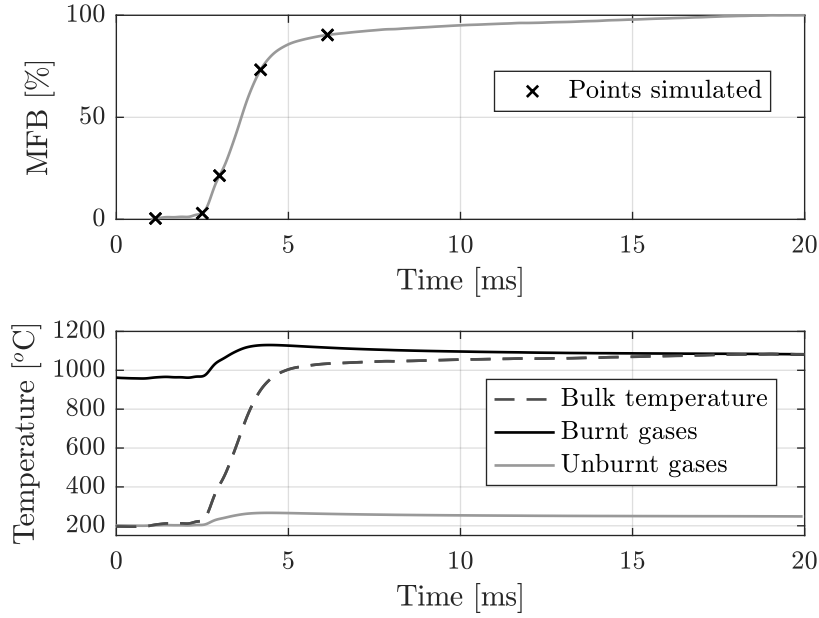 100
50
0
MFB [%]
Points simulated
0 5 10 15 20
Time [ms]
1200
1000
800
600
400
200
Temperature [°C]
Bulk temperature
Burnt gases
Unburnt gases
0 5 10 15 20
Time [ms]